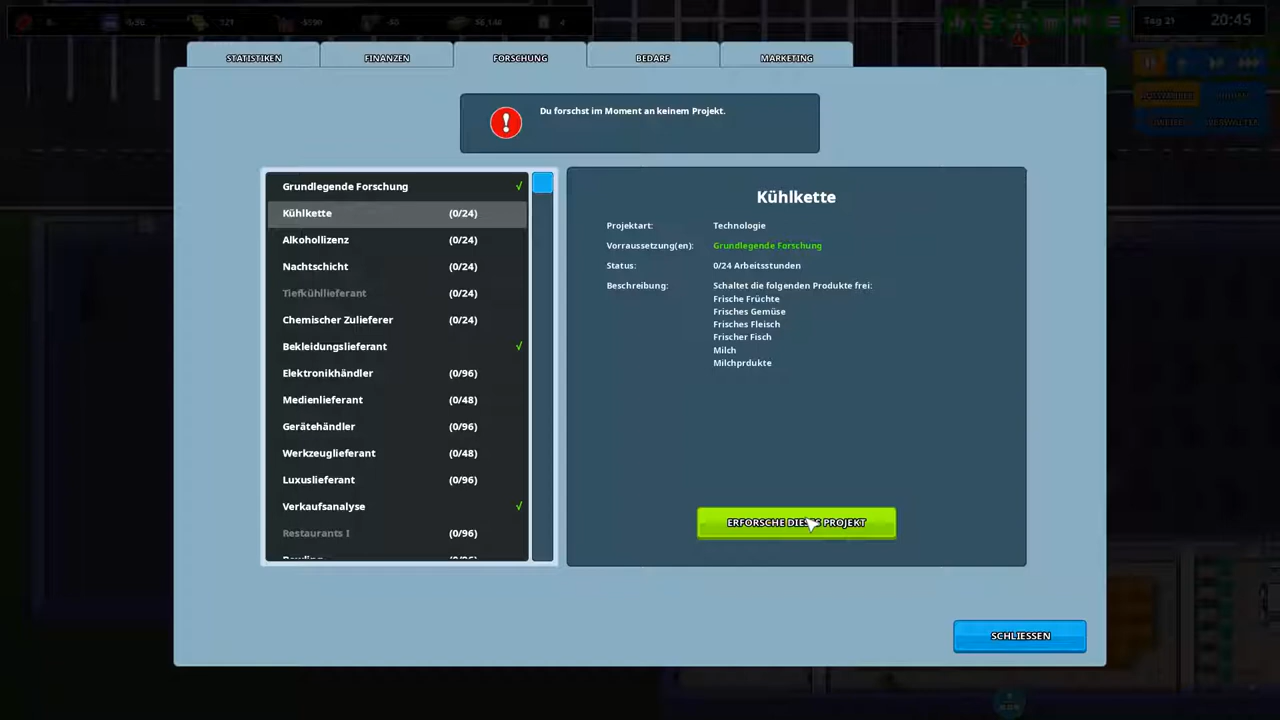 Tag 21 20:45
STATISTIKEN FINANZEN FORSCHUNG BEDARF MARKETING
Du forschst im Moment an keinem Projekt.
Grundlegende Forschung √
Kühlkette (0/24)
Alkohollizenz (0/24)
Nachtschicht (0/24)
Tiefkühllieferant (0/24)
Chemischer Zulieferer (0/24)
Bekleidungslieferant √
Elektronikhändler (0/96)
Medienlieferant (0/48)
Gerätehändler (0/96)
Werkzeuglieferant (0/48)
Luxuslieferant (0/96)
Verkaufsanalyse √
Restaurants I (0/96)
Kühlkette
Projektart: Technologie
Vorraussetzung(en): Grundlegende Forschung
Status: 0/24 Arbeitsstunden
Beschreibung: Schaltet die folgenden Produkte frei:
Frische Früchte
Frisches Gemüse
Frisches Fleisch
Frischer Fisch
Milch
Milchprdukte
ERFORSCHE DIESES PROJEKT
SCHLIESSEN